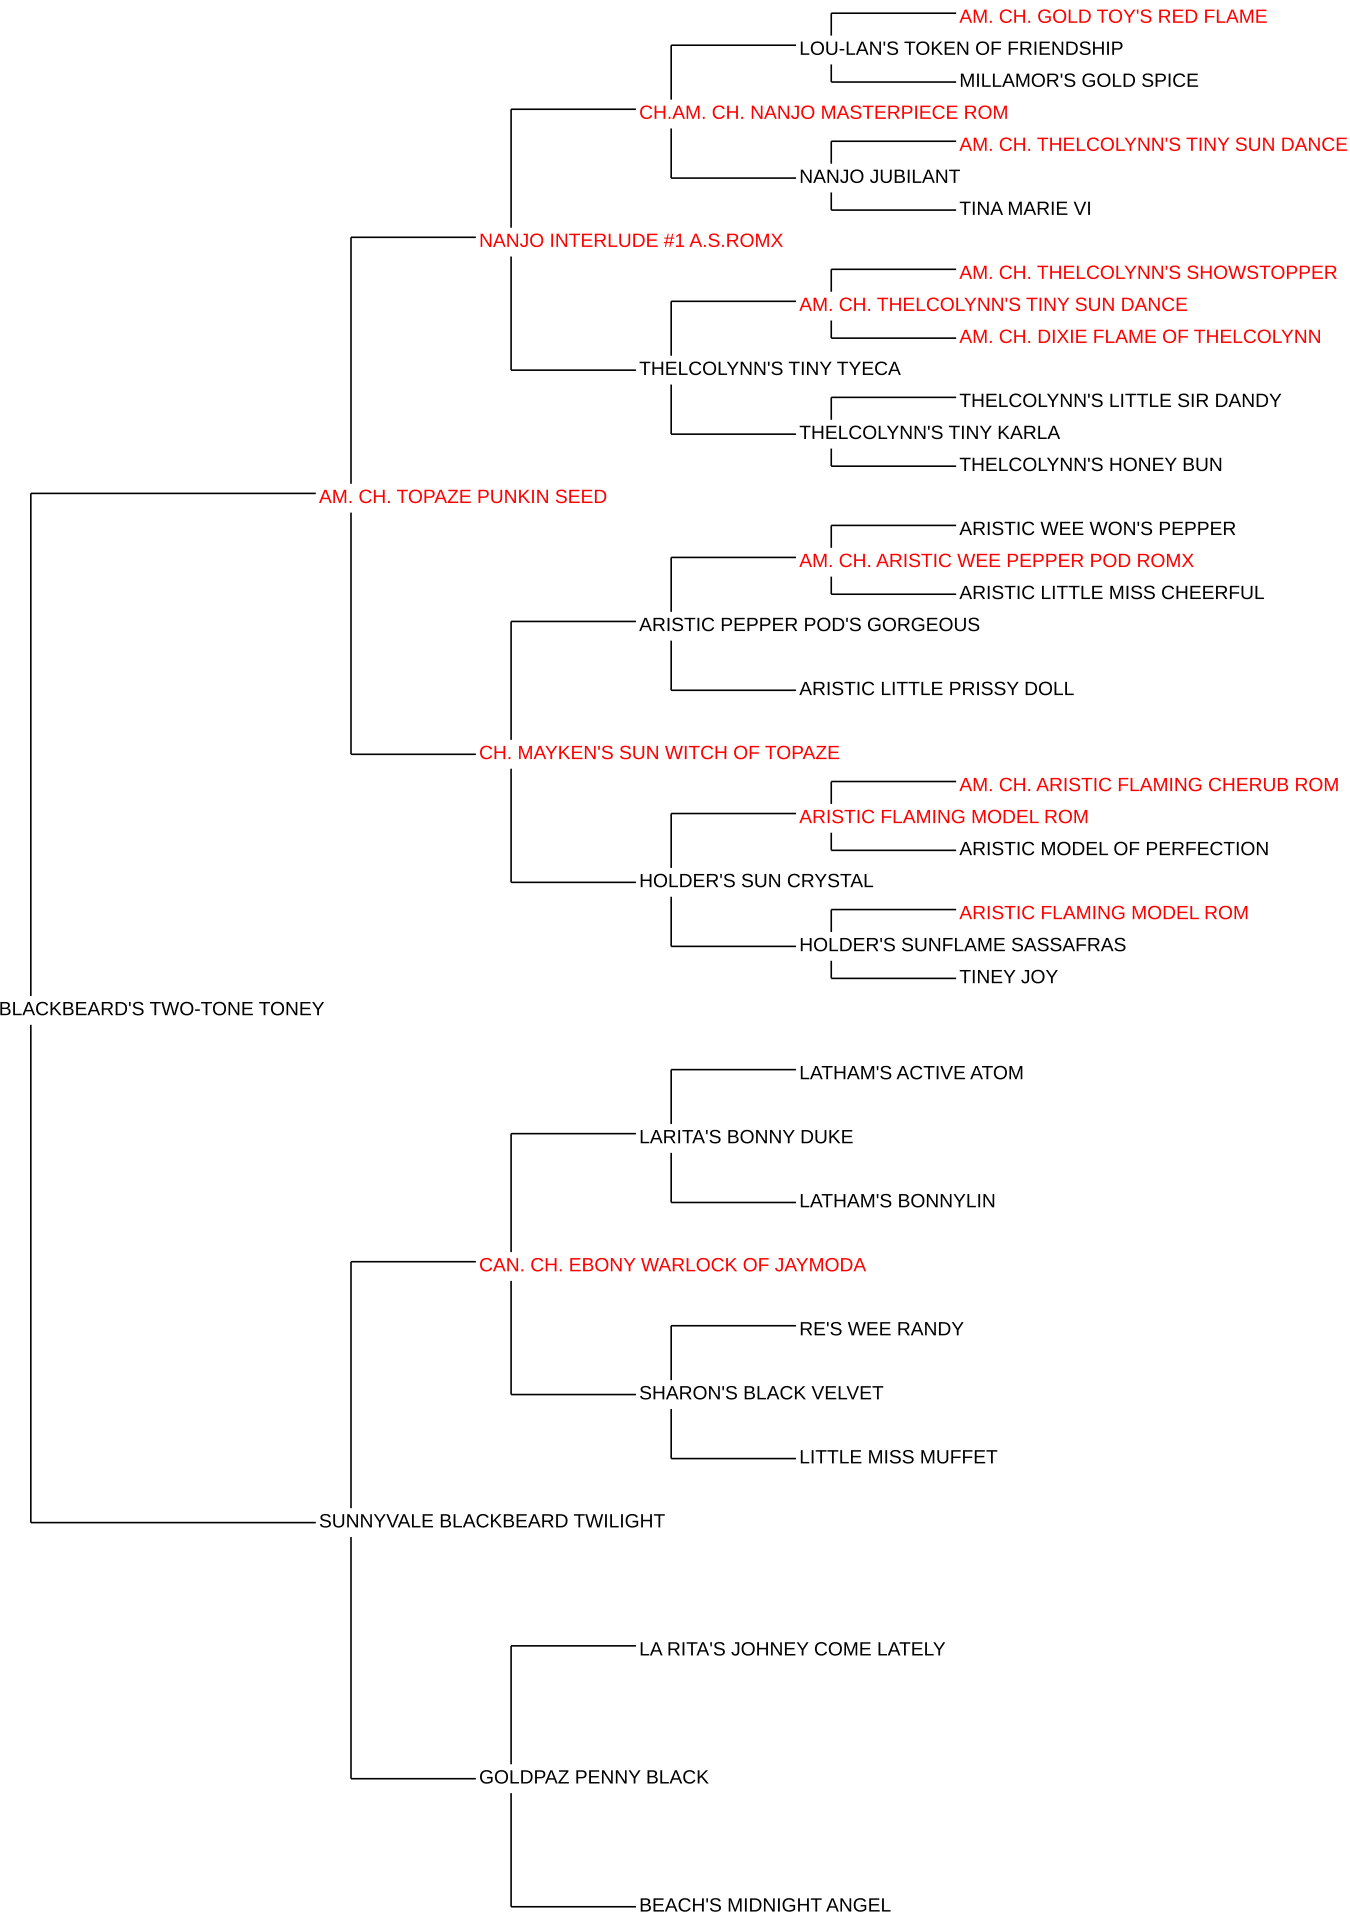 AM. CH. GOLD TOY'S RED FLAME
LOU-LAN'S TOKEN OF FRIENDSHIP
MILLAMOR'S GOLD SPICE
CH.AM. CH. NANJO MASTERPIECE ROM
AM. CH. THELCOLYNN'S TINY SUN DANCE
NANJO JUBILANT
TINA MARIE VI
NANJO INTERLUDE #1 A.S.ROMX
AM. CH. THELCOLYNN'S SHOWSTOPPER
AM. CH. THELCOLYNN'S TINY SUN DANCE
AM. CH. DIXIE FLAME OF THELCOLYNN
THELCOLYNN'S TINY TYECA
THELCOLYNN'S LITTLE SIR DANDY
THELCOLYNN'S TINY KARLA
THELCOLYNN'S HONEY BUN
AM. CH. TOPAZE PUNKIN SEED
ARISTIC WEE WON'S PEPPER
AM. CH. ARISTIC WEE PEPPER POD ROMX
ARISTIC LITTLE MISS CHEERFUL
ARISTIC PEPPER POD'S GORGEOUS
ARISTIC LITTLE PRISSY DOLL
CH. MAYKEN'S SUN WITCH OF TOPAZE
AM. CH. ARISTIC FLAMING CHERUB ROM
ARISTIC FLAMING MODEL ROM
ARISTIC MODEL OF PERFECTION
HOLDER'S SUN CRYSTAL
ARISTIC FLAMING MODEL ROM
HOLDER'S SUNFLAME SASSAFRAS
TINEY JOY
BLACKBEARD'S TWO-TONE TONEY
LATHAM'S ACTIVE ATOM
LARITA'S BONNY DUKE
LATHAM'S BONNYLIN
CAN. CH. EBONY WARLOCK OF JAYMODA
RE'S WEE RANDY
SHARON'S BLACK VELVET
LITTLE MISS MUFFET
SUNNYVALE BLACKBEARD TWILIGHT
LA RITA'S JOHNEY COME LATELY
GOLDPAZ PENNY BLACK
BEACH'S MIDNIGHT ANGEL